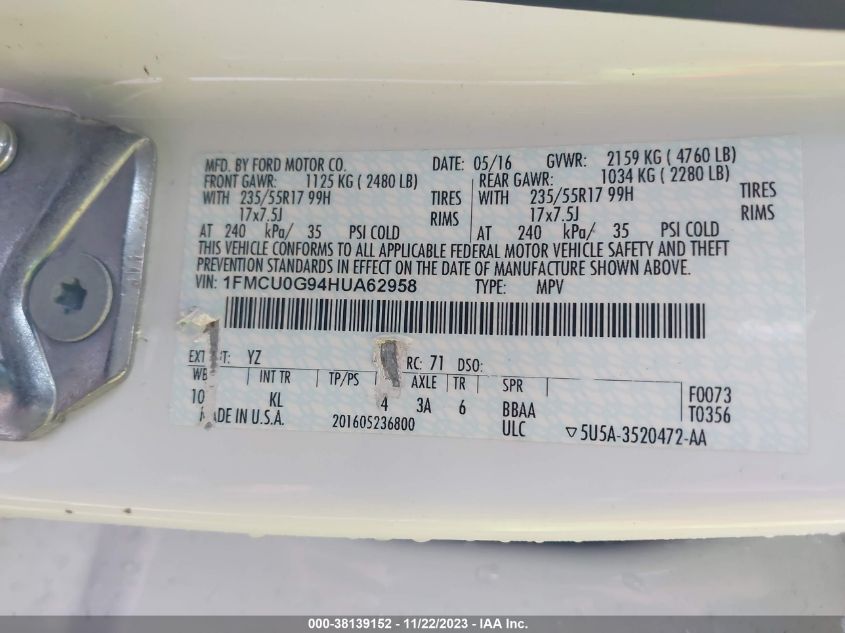 MFD. BY FORD MOTOR CO. DATE: 05/16 GVWR: 2159 KG ( 4760 LB)
FRONT GAWR: 1125 KG ( 2480 LB) REAR GAWR: 1034 KG ( 2280 LB)
WITH 235/55R17 99H TIRES WITH 235/55R17 99H TIRES
17x7.5J RIMS 17x7.5J RIMS
AT 240 kPa/ 35 PSI COLD AT 240 kPa/ 35 PSI COLD
THIS VEHICLE CONFORMS TO ALL APPLICABLE FEDERAL MOTOR VEHICLE SAFETY AND THEFT
PREVENTION STANDARDS IN EFFECT ON THE DATE OF MANUFACTURE SHOWN ABOVE.
VIN: 1FMCU0G94HUA62958 TYPE: MPV
YZ RC: 71 DSO:
WB INT TR TP/PS AXLE TR SPR F0073
KL 4 3A 6 BBAA T0356
MADE IN U.S.A. 201605236800 ULC ▽5U5A-3520472-AA
000-38139152 - 11/22/2023 - IAA Inc.